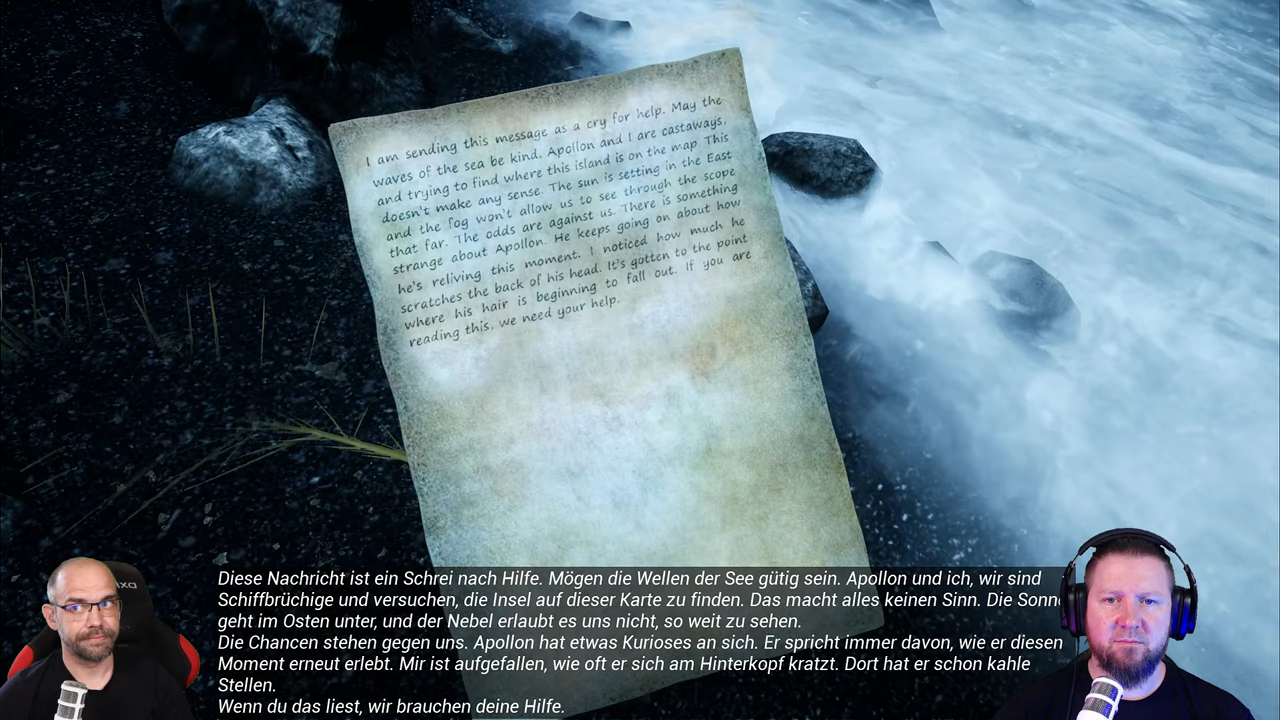 I am sending this message as a cry for help. May the
waves of the sea be kind. Apollon and I are castaways,
and trying to find where this island is on the map. This
doesn't make any sense. The sun is setting in the East
and the fog won't allow us to see through the scope
that far. The odds are against us. There is something
strange about Apollon. He keeps going on about how
he's reliving this moment. I noticed how much he
scratches the back of his head. It's gotten to the point
where his hair is beginning to fall out. If you are
reading this, we need your help.
Diese Nachricht ist ein Schrei nach Hilfe. Mögen die Wellen der See gütig sein. Apollon und ich, wir sind
Schiffbrüchige und versuchen, die Insel auf dieser Karte zu finden. Das macht alles keinen Sinn. Die Sonn
geht im Osten unter, und der Nebel erlaubt es uns nicht, so weit zu sehen.
Die Chancen stehen gegen uns. Apollon hat etwas Kurioses an sich. Er spricht immer davon, wie er diesen
Moment erneut erlebt. Mir ist aufgefallen, wie oft er sich am Hinterkopf kratzt. Dort hat er schon kahle
Stellen.
Wenn du das liest, wir brauchen deine Hilfe.